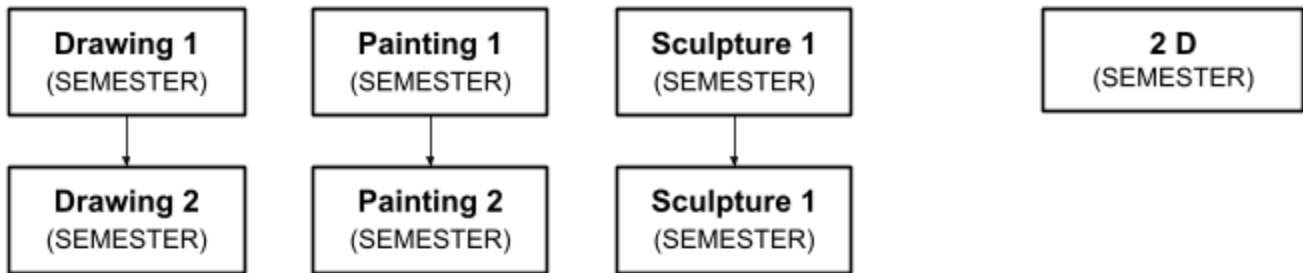 Drawing 1
(SEMESTER)
Painting 1
(SEMESTER)
Sculpture 1
(SEMESTER)
2 D
(SEMESTER)
Drawing 2
(SEMESTER)
Painting 2
(SEMESTER)
Sculpture 1
(SEMESTER)